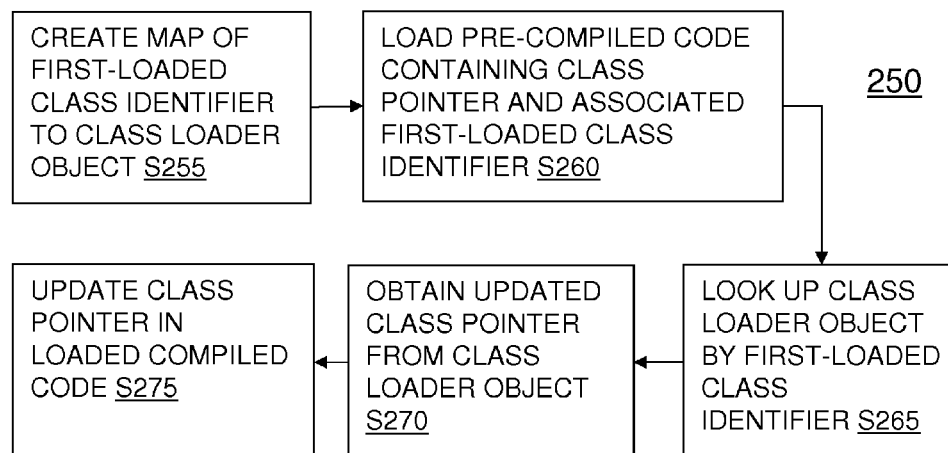 CREATE MAP OF
FIRST-LOADED
CLASS IDENTIFIER
TO CLASS LOADER
OBJECT S255
LOAD PRE-COMPILED CODE
CONTAINING CLASS
POINTER AND ASSOCIATED
FIRST-LOADED CLASS
IDENTIFIER S260
250
UPDATE CLASS
POINTER IN
LOADED COMPILED
CODE S275
OBTAIN UPDATED
CLASS POINTER
FROM CLASS
LOADER OBJECT
S270
LOOK UP CLASS
LOADER OBJECT
BY FIRST-LOADED
CLASS
IDENTIFIER S265